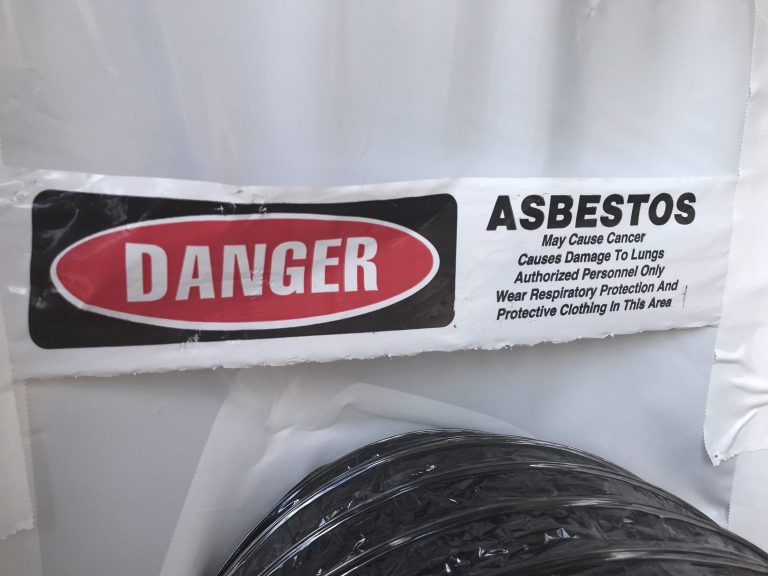 DANGER
ASBESTOS
May Cause Cancer
Causes Damage To Lungs
Authorized Personnel Only
Wear Respiratory Protection And
Protective Clothing In This Area